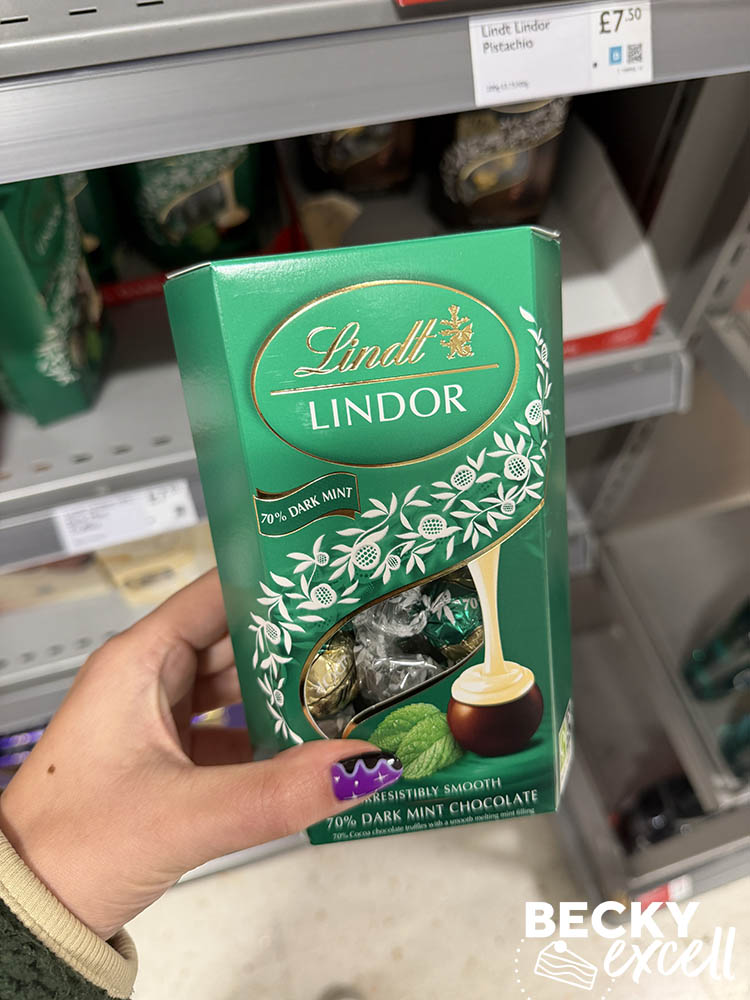 Lindt Lindor
Pistachio
£7.50
Lindt
LINDOR
70% DARK MINT
70
RRESISTIBLY SMOOTH
70% DARK MINT CHOCOLATE
70% Cocoa chocolate truffles with a smooth melting mint filling
BECKY
excell